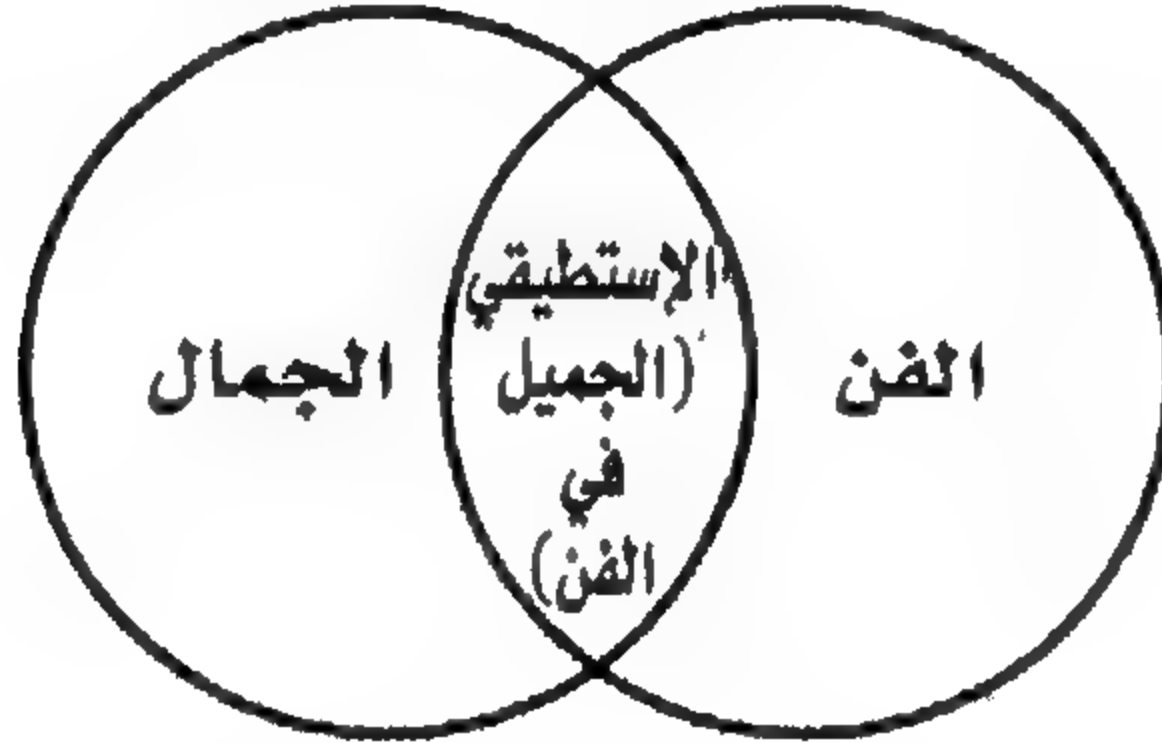 الفن
الإستطيقي
(الجميل
في
الفن)
الجمال